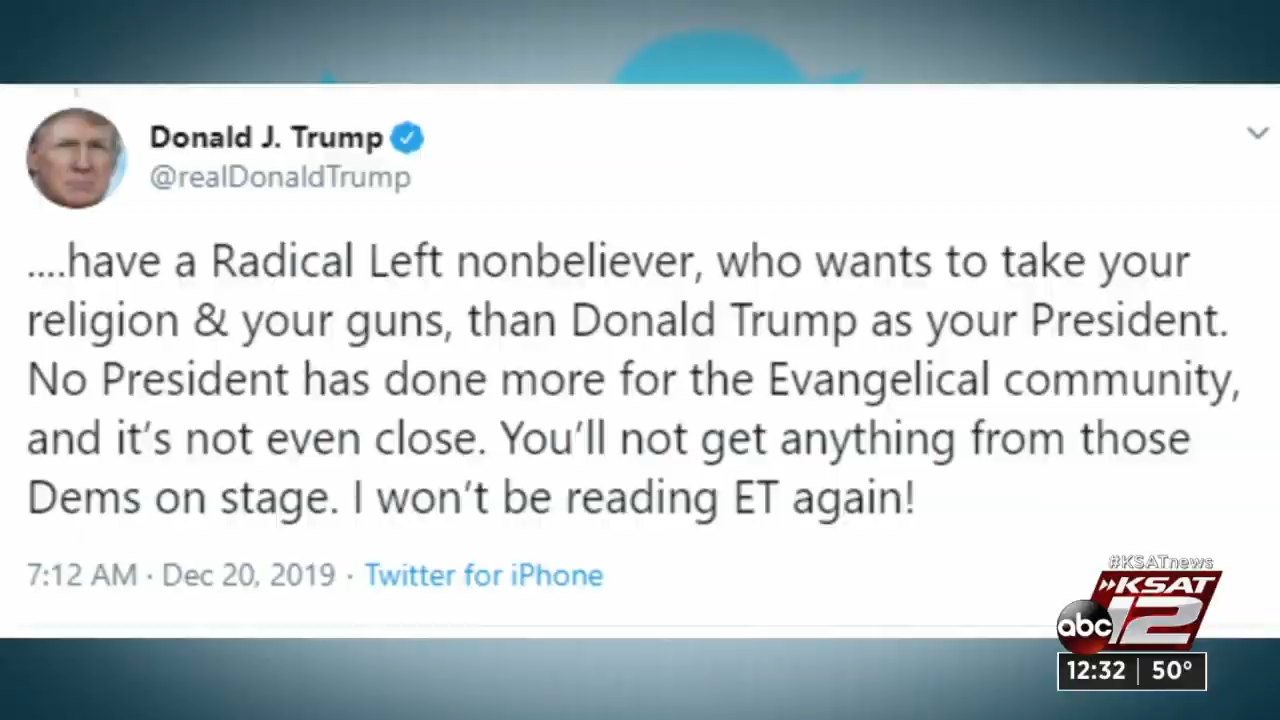 Donald J. Trump
@realDonaldTrump
....have a Radical Left nonbeliever, who wants to take your
religion & your guns, than Donald Trump as your President.
No President has done more for the Evangelical community,
and it's not even close. You'll not get anything from those
Dems on stage. I won't be reading ET again!
7:12 AM · Dec 20, 2019 · Twitter for iPhone
#KSATnews
KSAT
abc 12
12:32 | 50°